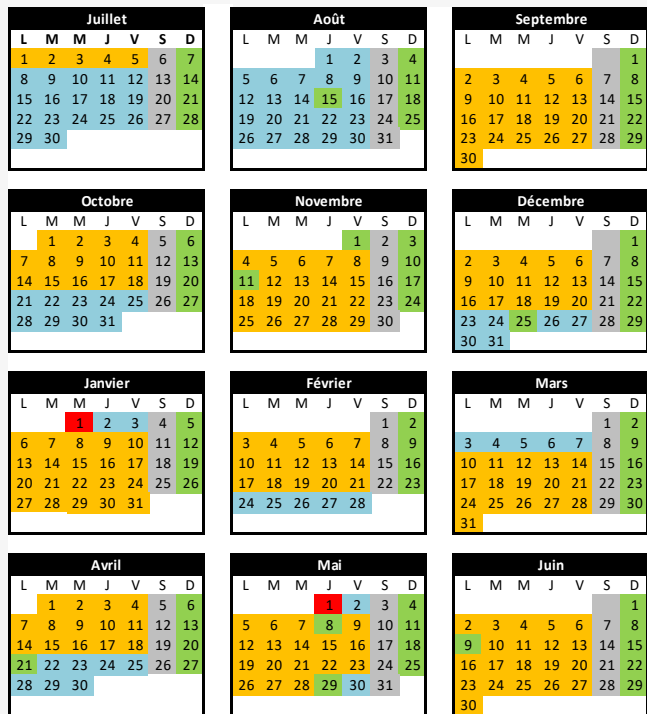 Juillet
L M M J V S D
1 2 3 4 5 6 7
8 9 10 11 12 13 14
15 16 17 18 19 20 21
22 23 24 25 26 27 28
29 30
Août
L M M J V S D
1 2 3 4
5 6 7 8 9 10 11
12 13 14 15 16 17 18
19 20 21 22 23 24 25
26 27 28 29 30 31
Septembre
L M M J V S D
1
2 3 4 5 6 7 8
9 10 11 12 13 14 15
16 17 18 19 20 21 22
23 24 25 26 27 28 29
30
Octobre
L M M J V S D
1 2 3 4 5 6
7 8 9 10 11 12 13
14 15 16 17 18 19 20
21 22 23 24 25 26 27
28 29 30 31
Novembre
L M M J V S D
1 2 3
4 5 6 7 8 9 10
11 12 13 14 15 16 17
18 19 20 21 22 23 24
25 26 27 28 29 30
Décembre
L M M J V S D
1
2 3 4 5 6 7 8
9 10 11 12 13 14 15
16 17 18 19 20 21 22
23 24 25 26 27 28 29
30 31
Janvier
L M M J V S D
1 2 3 4 5
6 7 8 9 10 11 12
13 14 15 16 17 18 19
20 21 22 23 24 25 26
27 28 29 30 31
Février
L M M J V S D
1 2
3 4 5 6 7 8 9
10 11 12 13 14 15 16
17 18 19 20 21 22 23
24 25 26 27 28
Mars
L M M J V S D
1 2
3 4 5 6 7 8 9
10 11 12 13 14 15 16
17 18 19 20 21 22 23
24 25 26 27 28 29 30
31
Avril
L M M J V S D
1 2 3 4 5 6
7 8 9 10 11 12 13
14 15 16 17 18 19 20
21 22 23 24 25 26 27
28 29 30
Mai
L M M J V S D
1 2 3 4
5 6 7 8 9 10 11
12 13 14 15 16 17 18
19 20 21 22 23 24 25
26 27 28 29 30 31
Juin
L M M J V S D
1
2 3 4 5 6 7 8
9 10 11 12 13 14 15
16 17 18 19 20 21 22
23 24 25 26 27 28 29
30